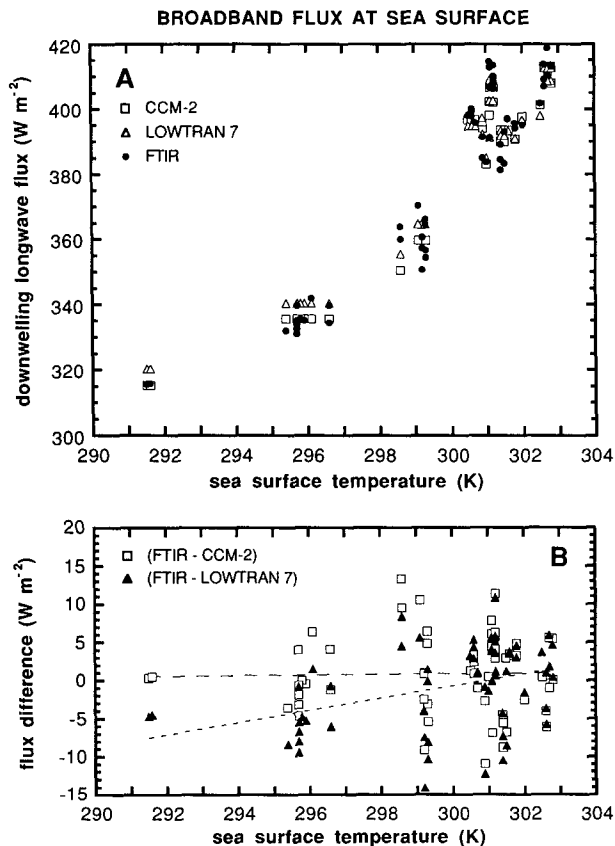 BROADBAND FLUX AT SEA SURFACE
420
400
380
360
340
320
300
downwelling longwave flux (W m⁻²)
A
CCM-2
LOWTRAN 7
FTIR
290 292 294 296 298 300 302 304
sea surface temperature (K)
20
15
10
5
0
-5
-10
-15
flux difference (W m⁻²)
(FTIR - CCM-2)
(FTIR - LOWTRAN 7)
B
290 292 294 296 298 300 302 304
sea surface temperature (K)